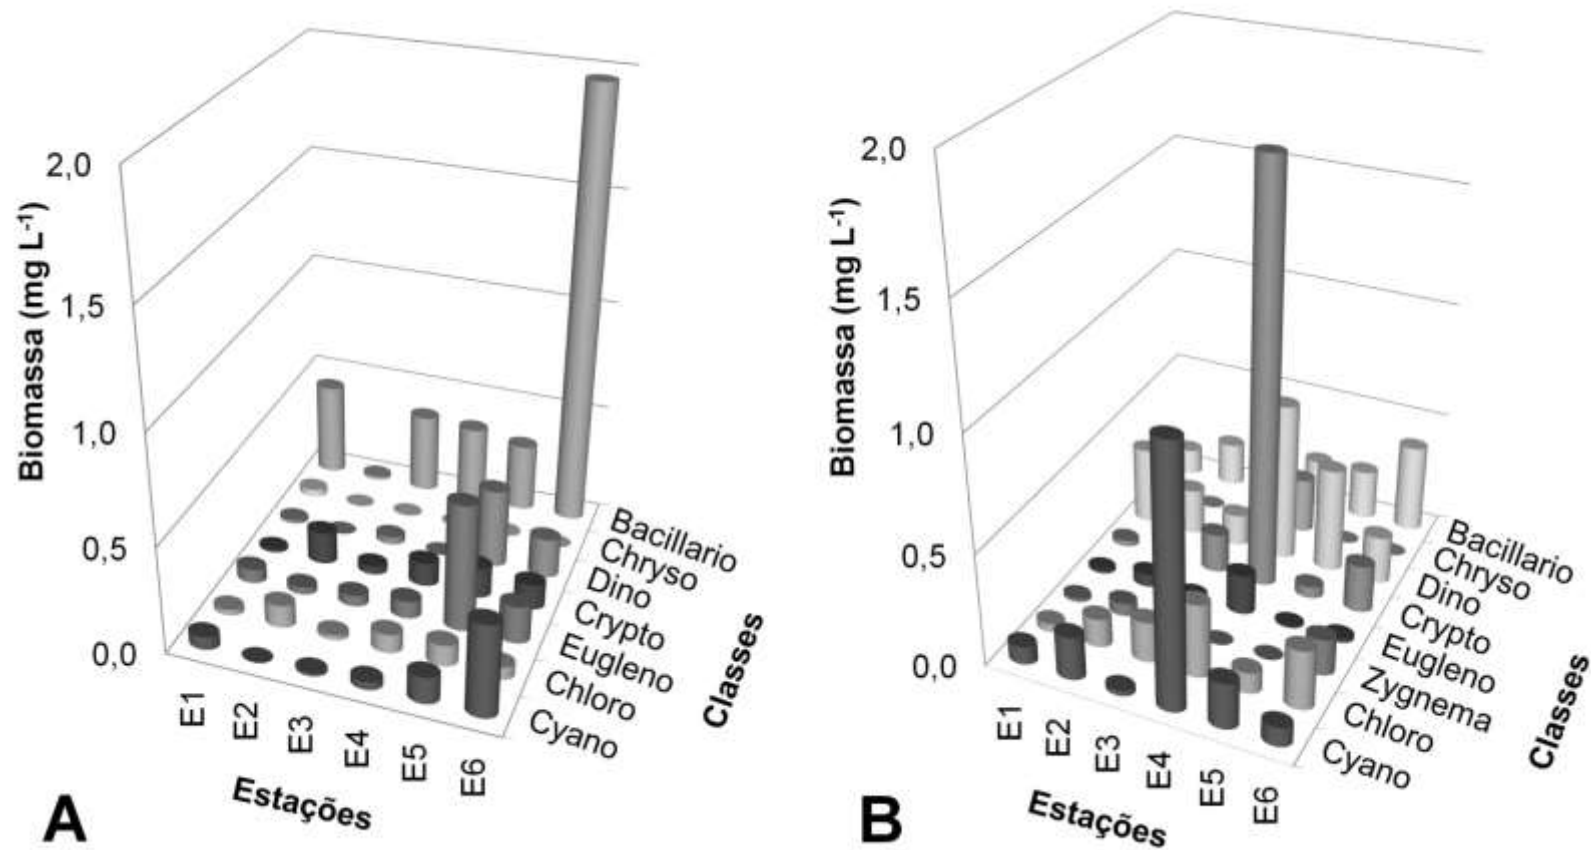 2,0
1,5
1,0
0,5
0,0
Biomassa (mg L-1)
E1
E2
E3
E4
E5
E6
Estações
Bacillario
Chryso
Dino
Crypto
Eugleno
Chloro
Cyano
Classes
A
2,0
1,5
1,0
0,5
0,0
Biomassa (mg L-1)
E1
E2
E3
E4
E5
E6
Estações
Bacillario
Chryso
Dino
Crypto
Eugleno
Zygnema
Chloro
Cyano
Classes
B